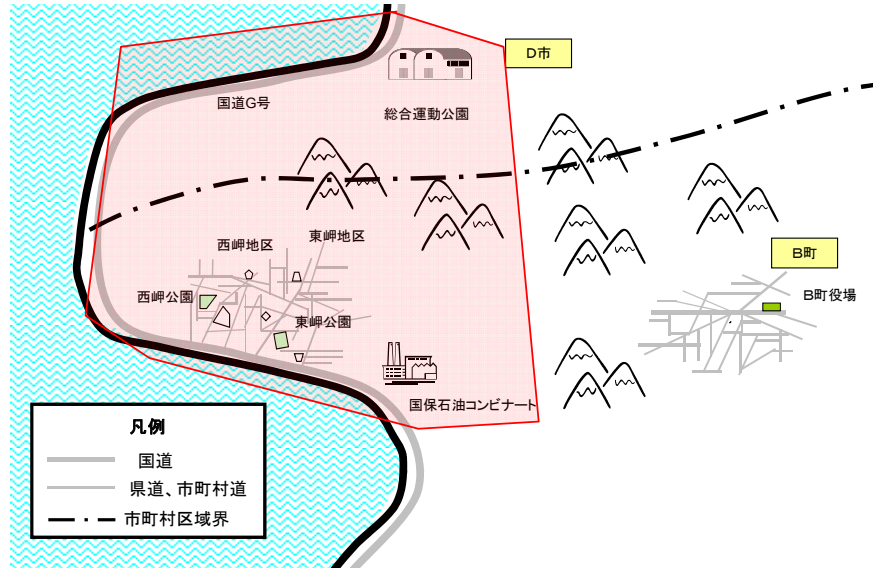 D市
国道G号
総合運動公園
西岬地区
東岬地区
B町
西岬公園
B町役場
東岬公園
国保石油コンビナート
凡例
国道
県道、市町村道
市町村区域界